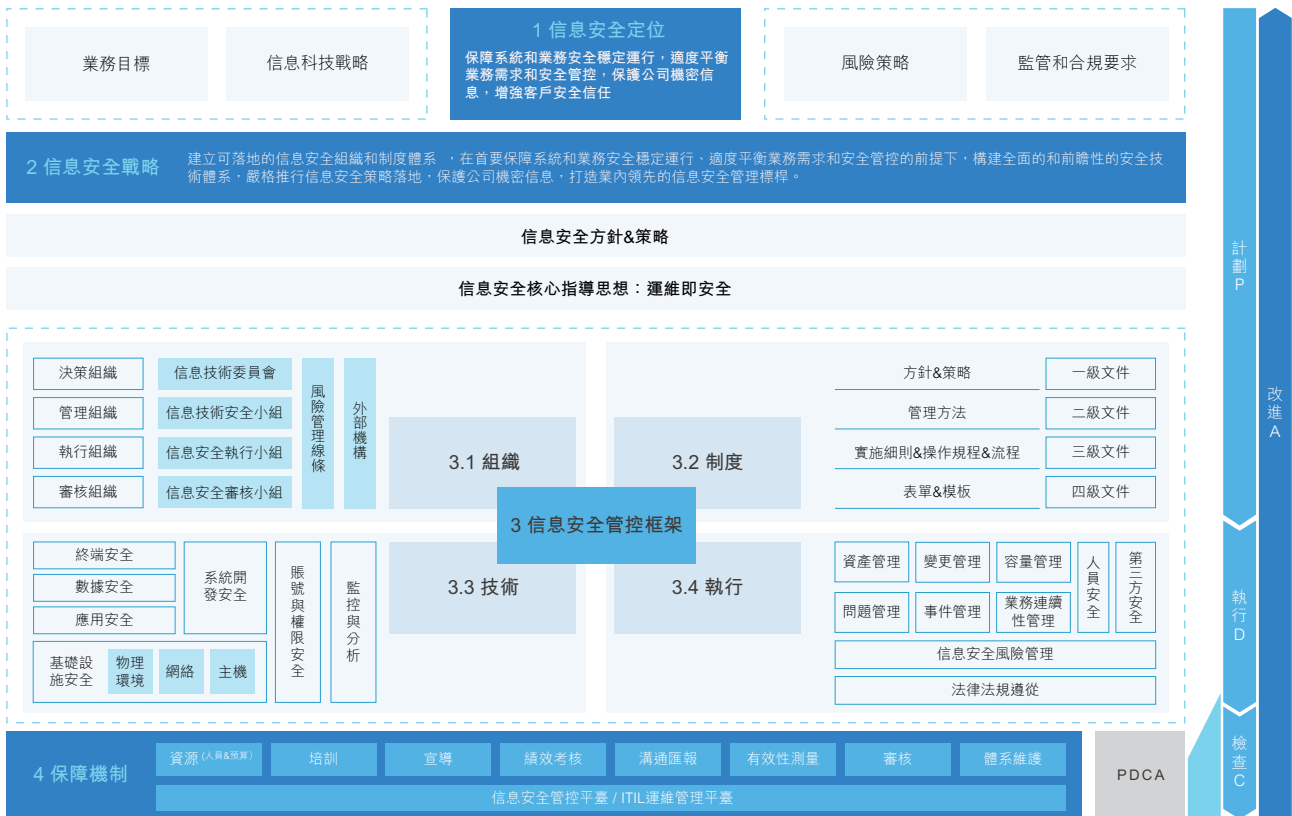 業務目標
信息科技戰略
1 信息安全定位
保障系統和業務安全穩定運行，適度平衡
業務需求和安全管控，保護公司機密信
息，增強客戶安全信任
風險策略
監管和合規要求
2 信息安全戰略
建立可落地的信息安全組織和制度體系 ，在首要保障系統和業務安全穩定運行、適度平衡業務需求和安全管控的前提下，構建全面的和前瞻性的安全技
術體系，嚴格推行信息安全策略落地，保護公司機密信息，打造業內領先的信息安全管理標桿。
信息安全方針&策略
信息安全核心指導思想：運維即安全
決策組織
信息技術委員會
管理組織
信息技術安全小組
執行組織
信息安全執行小組
審核組織
信息安全審核小組
風險管理線條
外部機構
3.1 組織
3.2 制度
方針&策略
一級文件
管理方法
二級文件
實施細則&操作規程&流程
三級文件
表單&模板
四級文件
3 信息安全管控框架
終端安全
數據安全
應用安全
系統開
發安全
基礎設
施安全
物理
環境
網絡
主機
賬號與權限安全
監控與分析
3.3 技術
3.4 執行
資產管理
變更管理
容量管理
問題管理
事件管理
業務連續
性管理
人員安全
第三方安全
信息安全風險管理
法律法規遵從
4 保障機制
資源 (人員&預算)
培訓
宣導
績效考核
溝通匯報
有效性測量
審核
體系維護
信息安全管控平臺 / ITIL運維管理平臺
PDCA
計劃P
執行D
檢查C
改進A